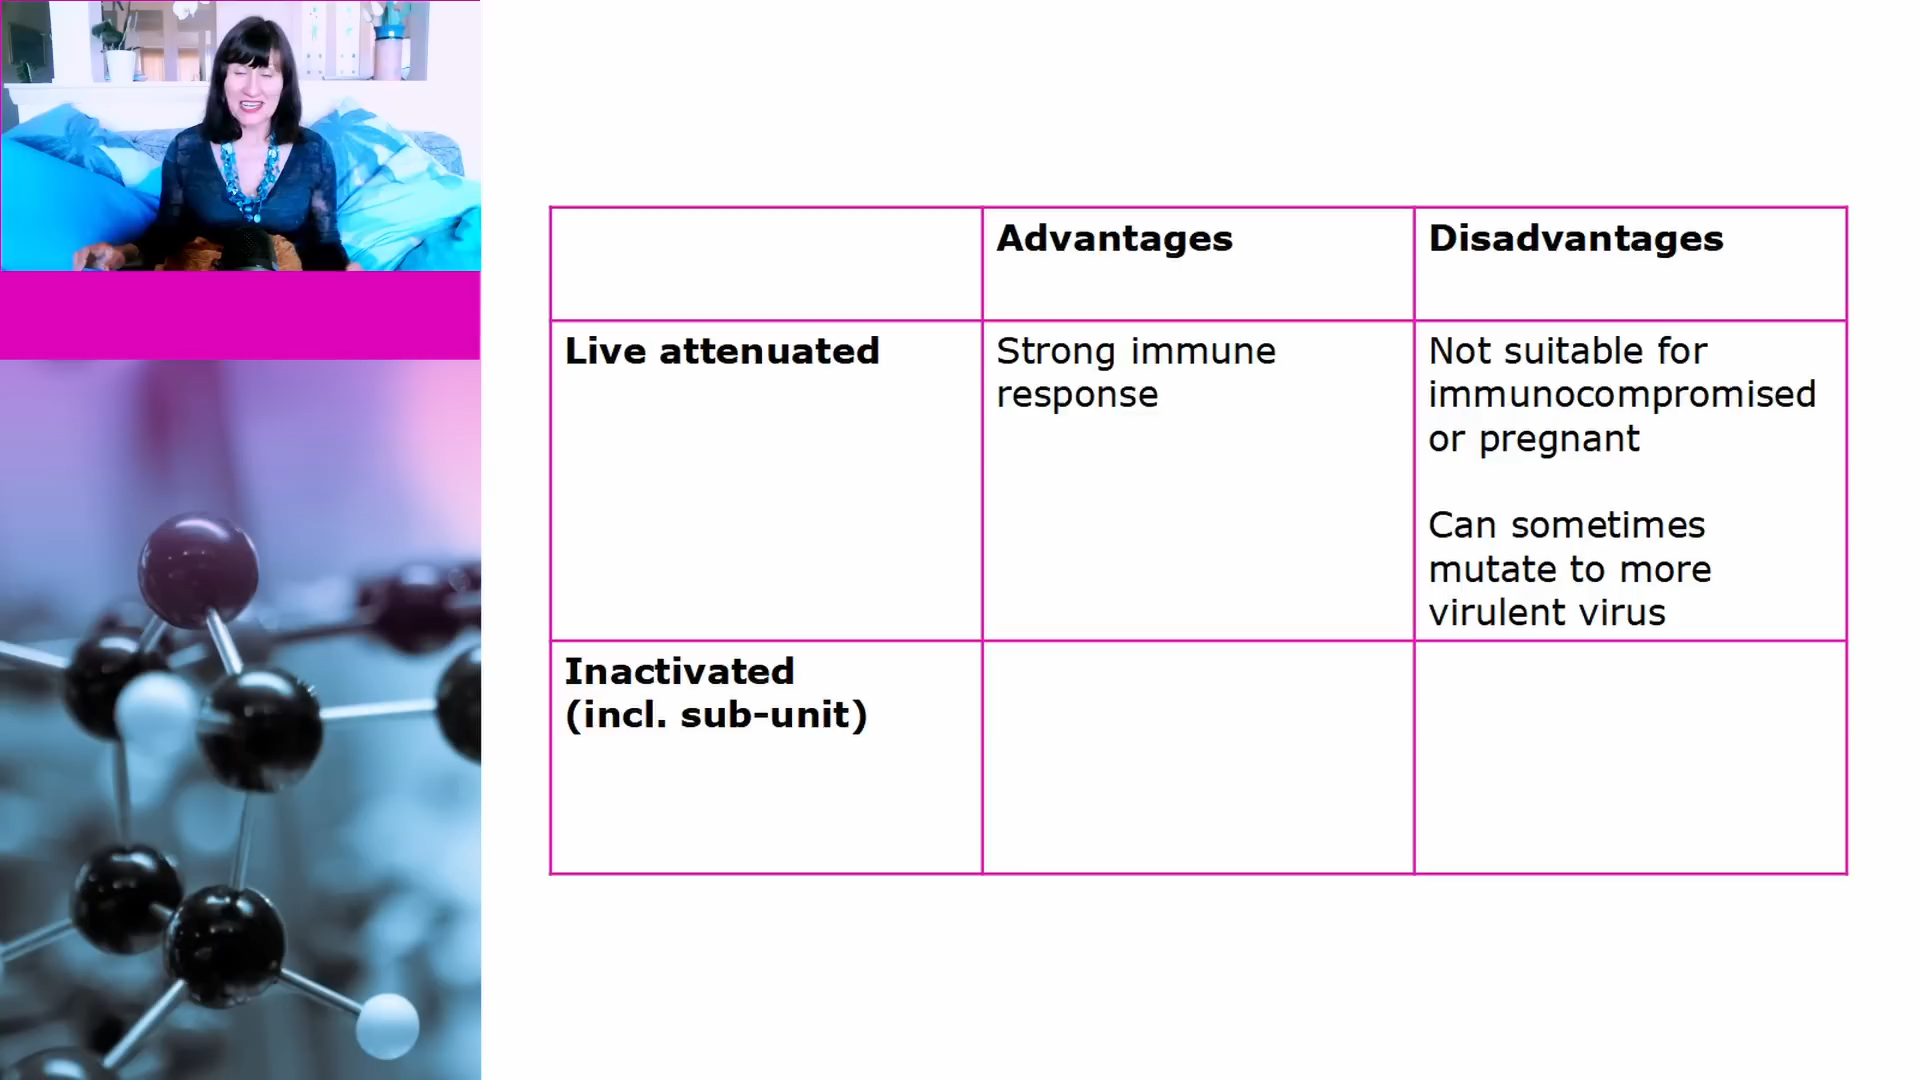 Advantages
Disadvantages
Live attenuated
Strong immune
response
Not suitable for
immunocompromised
or pregnant
Can sometimes
mutate to more
virulent virus
Inactivated
(incl. sub-unit)